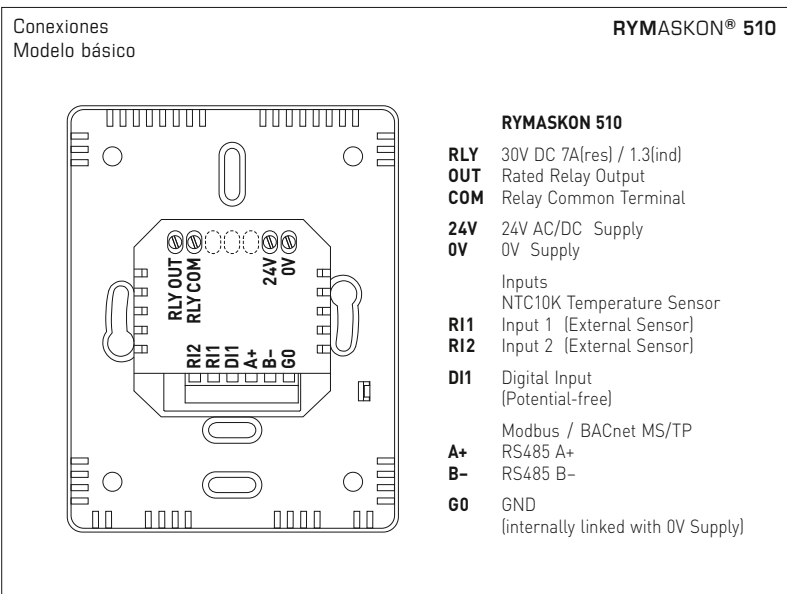 Conexiones
Modelo básico
RYMASKON® 510
RLY OUT
RLY COM
24V
0V
RI2
RI1
DI1
A+
B–
G0
RYMASKON 510
RLY 30V DC 7A(res) / 1.3(ind)
OUT Rated Relay Output
COM Relay Common Terminal
24V 24V AC/DC Supply
0V 0V Supply
Inputs
NTC10K Temperature Sensor
RI1 Input 1 (External Sensor)
RI2 Input 2 (External Sensor)
DI1 Digital Input
(Potential-free)
Modbus / BACnet MS/TP
A+ RS485 A+
B– RS485 B–
G0 GND
(internally linked with 0V Supply)